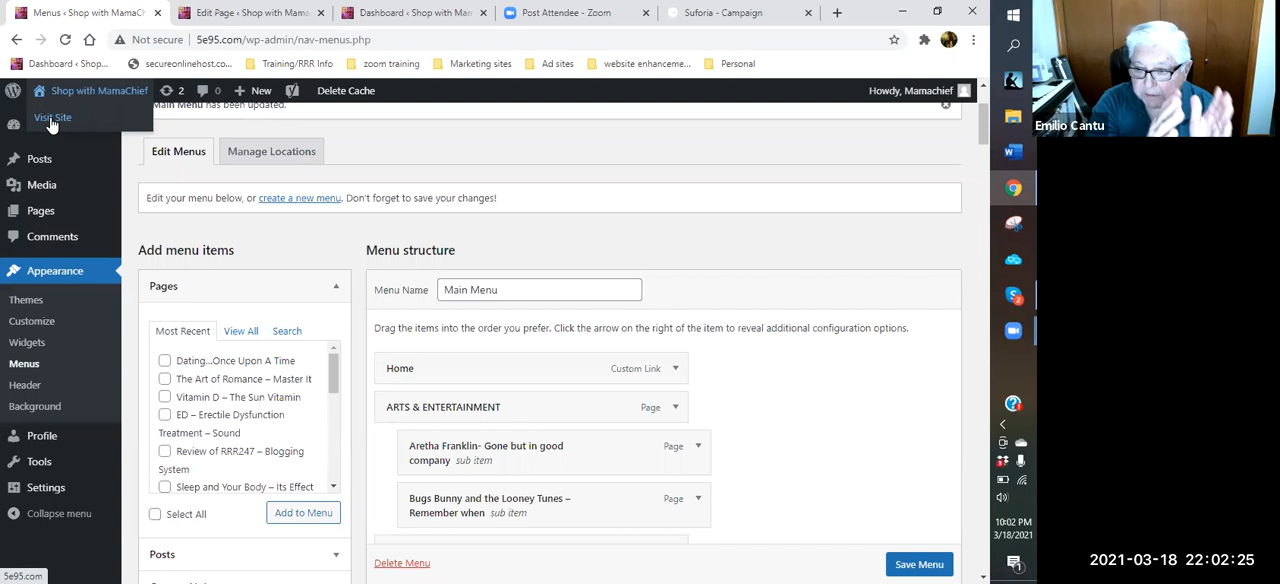 Menus ‹ Shop with MamaCh
Edit Page ‹ Shop with Mama
Dashboard ‹ Shop with Mam
Post Attendee - Zoom
Suforia - Campaign
Not secure
5e95.com/wp-admin/nav-menus.php
Dashboard ‹ Shop...
secureonlinehost.co...
Training/RRR Info
zoom training
Marketing sites
Ad sites
website enhanceme...
Personal
Shop with MamaChief
2
0
New
Delete Cache
Howdy, Mamachief
Main Menu has been updated.
Visit Site
Posts
Media
Pages
Comments
Appearance
Themes
Customize
Widgets
Menus
Header
Background
Profile
Tools
Settings
Collapse menu
5e95.com
Edit Menus
Manage Locations
Edit your menu below, or create a new menu. Don't forget to save your changes!
Add menu items
Pages
Most Recent
View All
Search
Dating...Once Upon A Time
The Art of Romance – Master It
Vitamin D – The Sun Vitamin
ED – Erectile Dysfunction
Treatment – Sound
Review of RRR247 – Blogging
System
Sleep and Your Body – Its Effect
Select All
Add to Menu
Posts
Menu structure
Menu Name
Main Menu
Drag the items into the order you prefer. Click the arrow on the right of the item to reveal additional configuration options.
Home
Custom Link
ARTS & ENTERTAINMENT
Page
Aretha Franklin- Gone but in good
company sub item
Page
Bugs Bunny and the Looney Tunes –
Remember when sub item
Page
Delete Menu
Save Menu
Emilio Cantu
10:02 PM
3/18/2021
2021-03-18 22:02:25